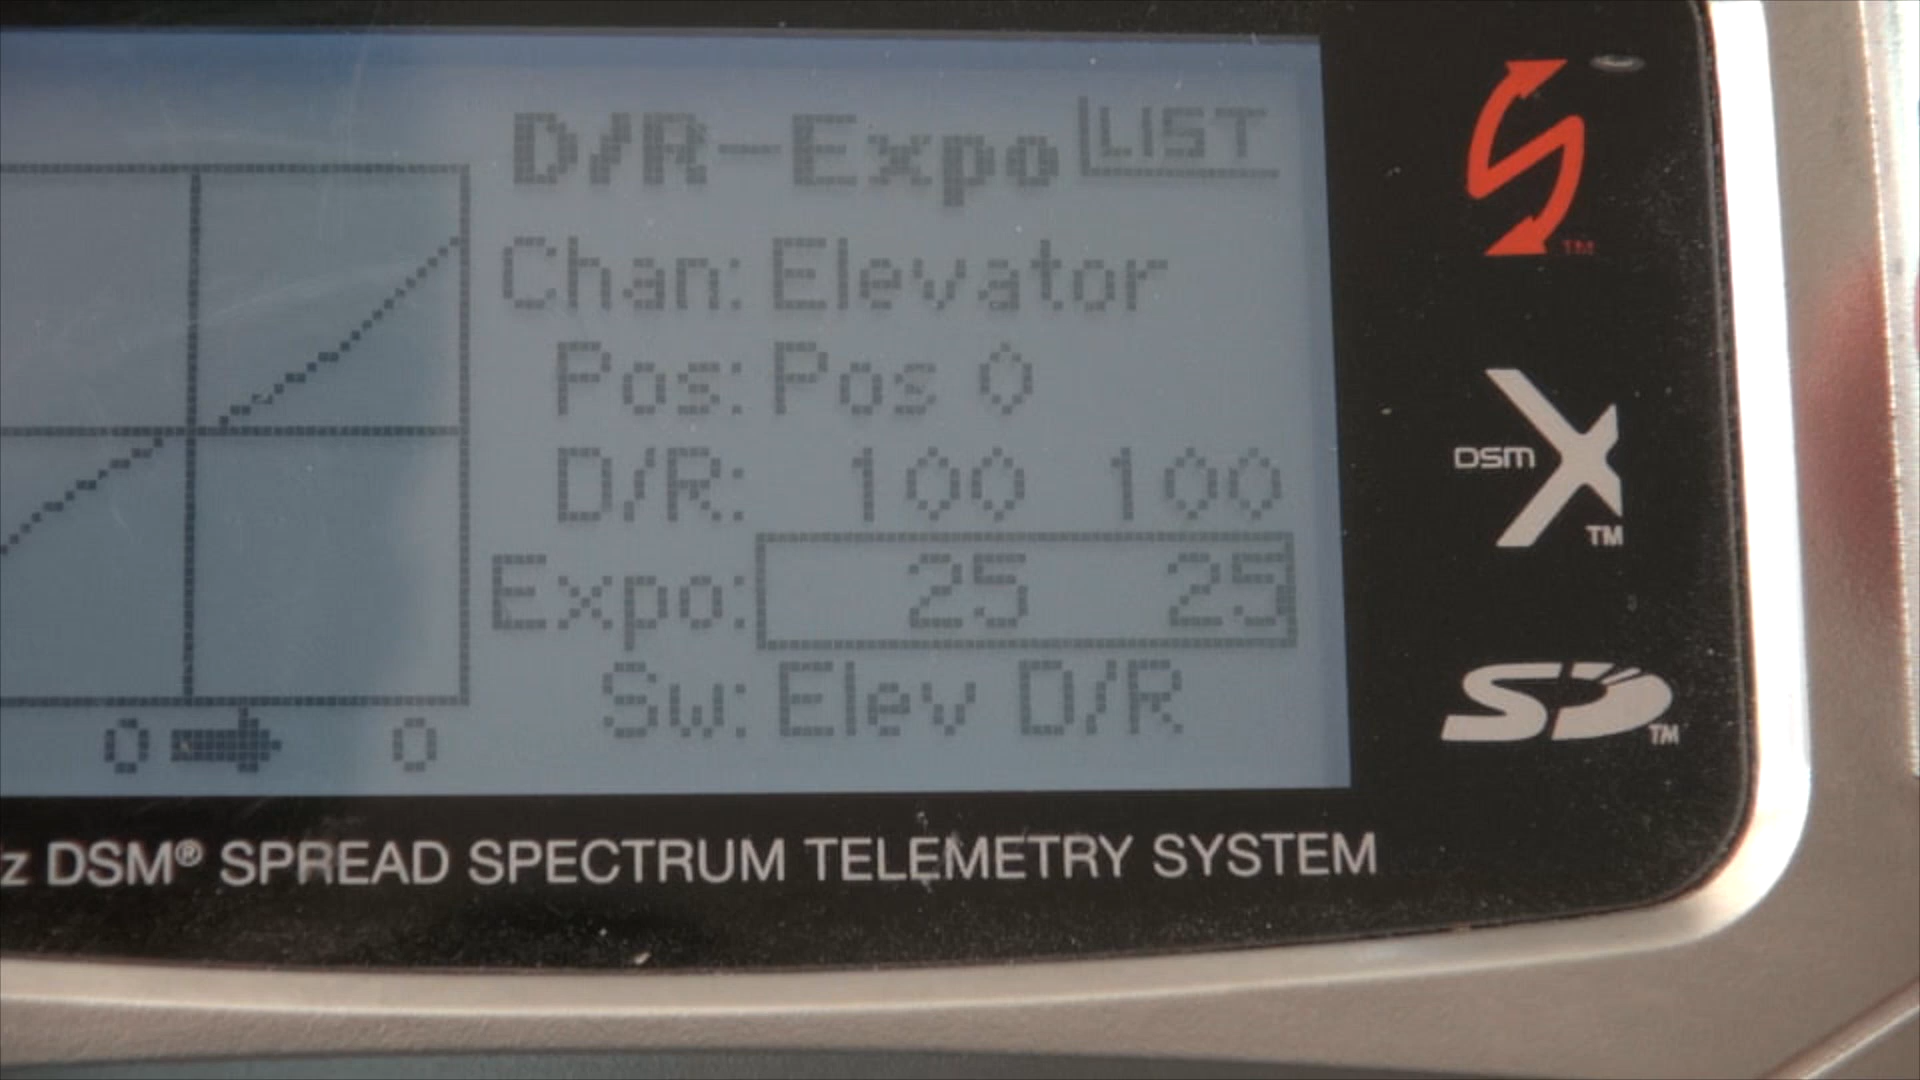 D/R-Expo LIST
Chan: Elevator
Pos: Pos 0
D/R: 100 100
Expo: 25 25
Sw: Elev D/R
0 0
z DSM® SPREAD SPECTRUM TELEMETRY SYSTEM
TM
DSM X TM
SD TM